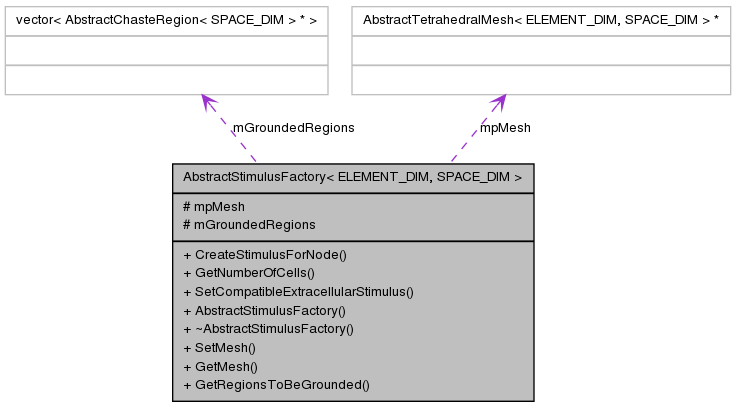 vector< AbstractChasteRegion< SPACE_DIM > * >
AbstractTetrahedralMesh< ELEMENT_DIM, SPACE_DIM > *
mGroundedRegions
mpMesh
AbstractStimulusFactory< ELEMENT_DIM, SPACE_DIM >
# mpMesh
# mGroundedRegions
+ CreateStimulusForNode()
+ GetNumberOfCells()
+ SetCompatibleExtracellularStimulus()
+ AbstractStimulusFactory()
+ ~AbstractStimulusFactory()
+ SetMesh()
+ GetMesh()
+ GetRegionsToBeGrounded()